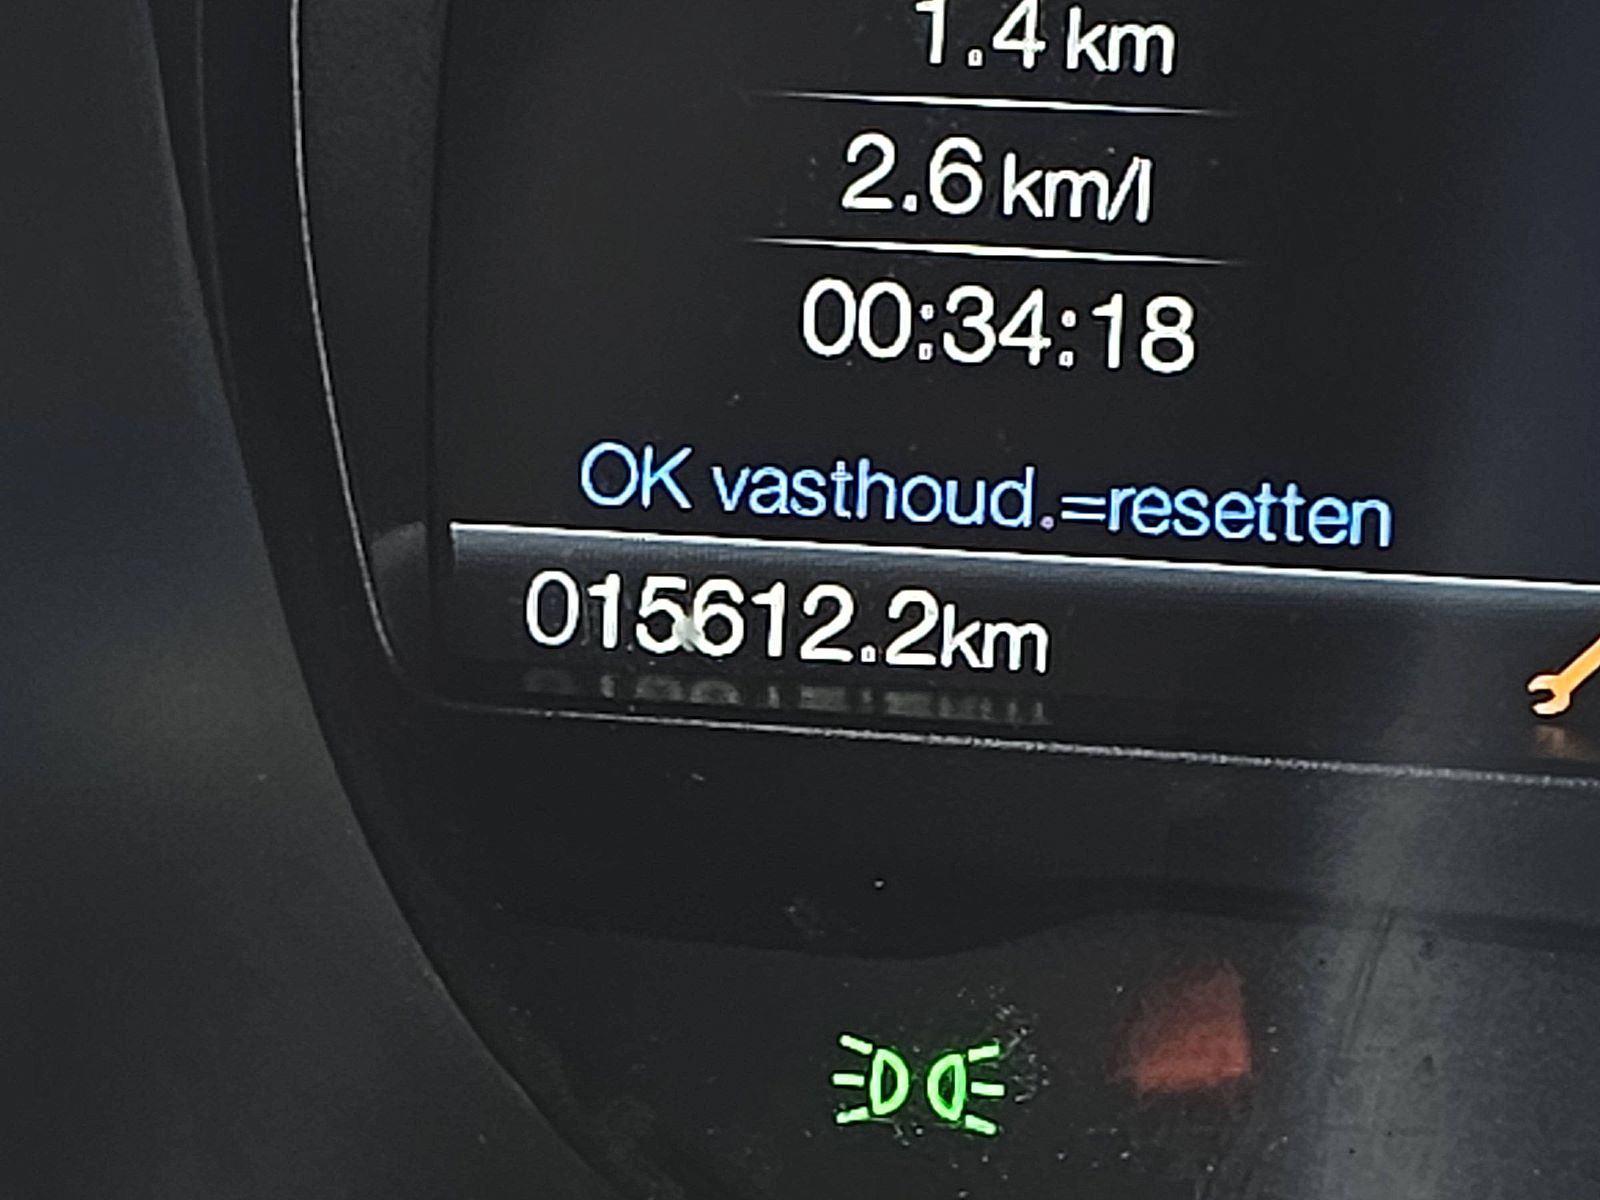 1.4 km
2.6 km/l
00:34:18
OK vasthoud.=resetten
015612.2km